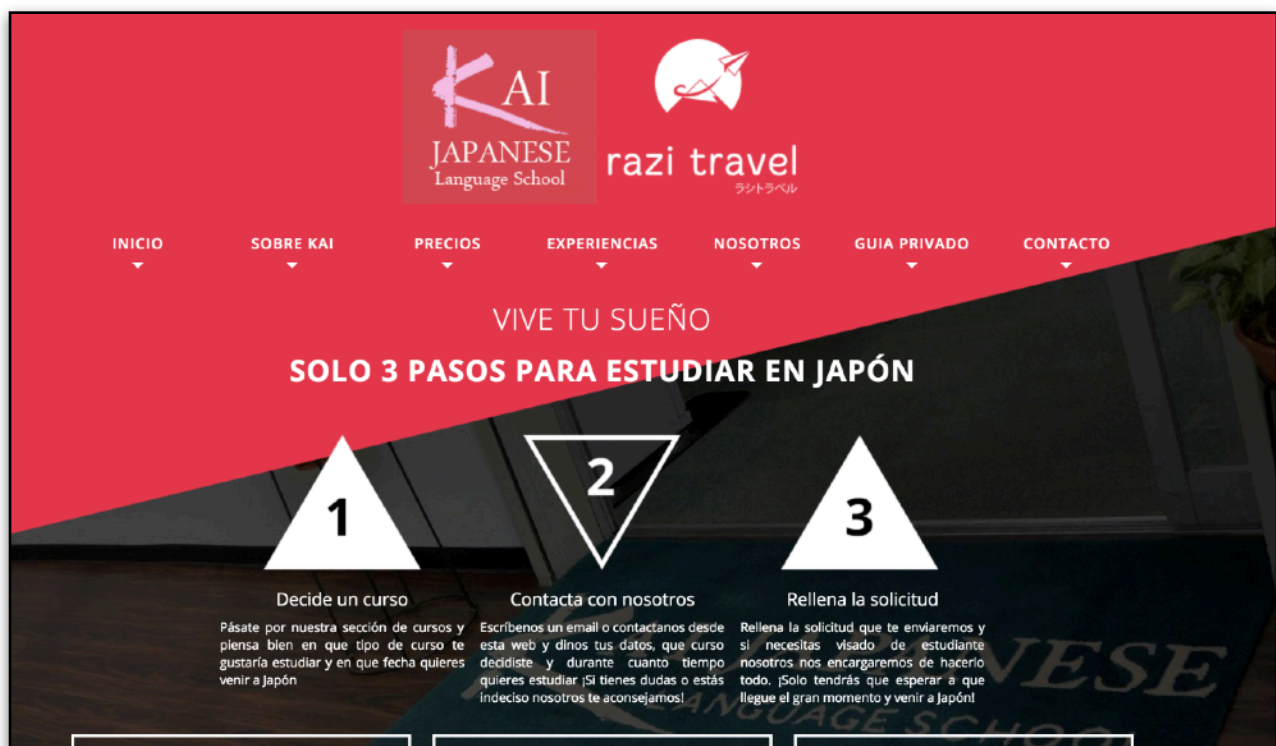 KAI
JAPANESE
Language School
razi travel
ラシトラベル
INICIO SOBRE KAI PRECIOS EXPERIENCIAS NOSOTROS GUIA PRIVADO CONTACTO
VIVE TU SUEÑO
SOLO 3 PASOS PARA ESTUDIAR EN JAPÓN
1
2
3
Decide un curso
Pásate por nuestra sección de cursos y
piensa bien en que tipo de curso te
gustaría estudiar y en que fecha quieres
venir a Japón
Contacta con nosotros
Escríbenos un email o contactanos desde
esta web y dinos tus datos, que curso
decidiste y durante cuanto tiempo
quieres estudiar ¡Si tienes dudas o estás
indeciso nosotros te aconsejamos!
Rellena la solicitud
Rellena la solicitud que te enviaremos y
si necesitas visado de estudiante
nosotros nos encargaremos de hacerlo
todo. ¡Solo tendrás que esperar a que
llegue el gran momento y venir a Japón!
KAI JAPANESE
LANGUAGE SCHOOL